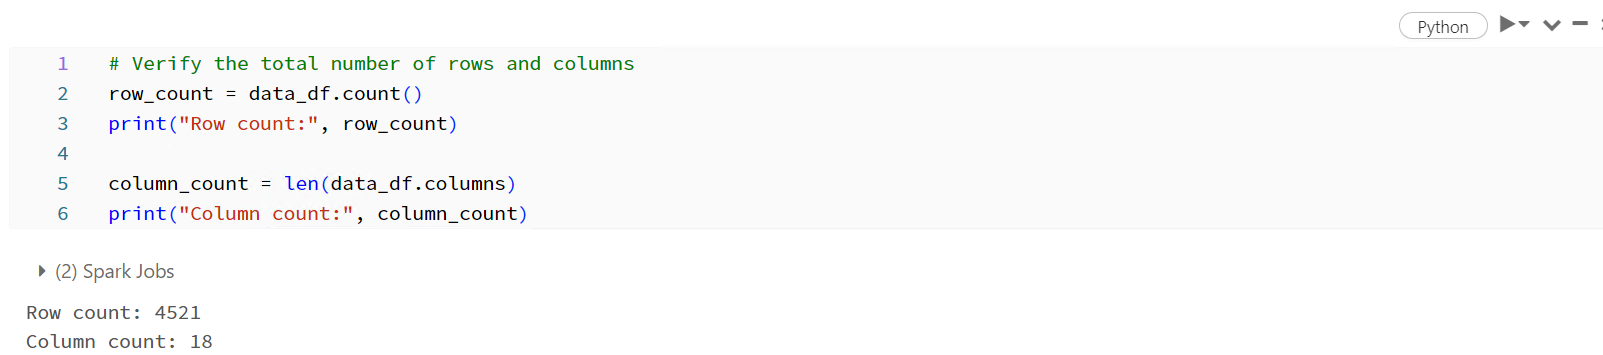 Python
1 # Verify the total number of rows and columns
2 row_count = data_df.count()
3 print("Row count:", row_count)
4
5 column_count = len(data_df.columns)
6 print("Column count:", column_count)
(2) Spark Jobs
Row count: 4521
Column count: 18